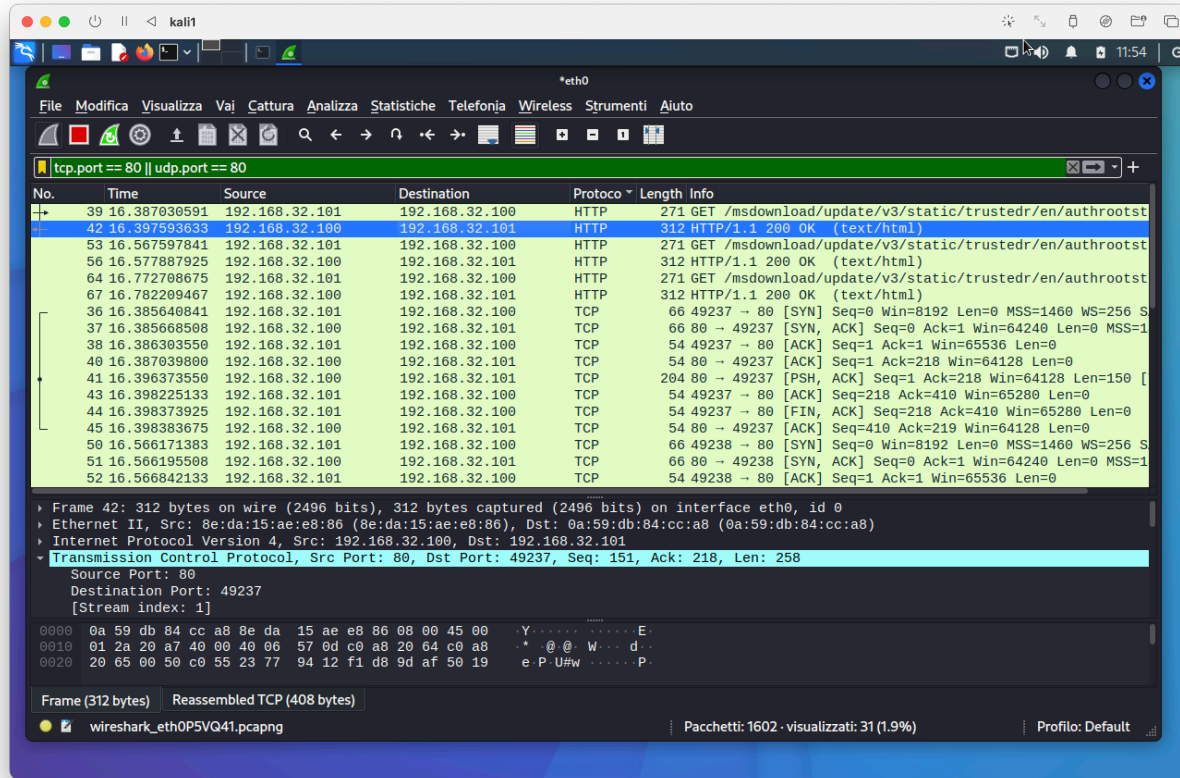 kali1
11:54
*eth0
File Modifica Visualizza Vai Cattura Analizza Statistiche Telefonia Wireless Strumenti Aiuto
tcp.port == 80 || udp.port == 80
No. Time Source Destination Protoco Length Info
39 16.387030591 192.168.32.101 192.168.32.100 HTTP 271 GET /msdownload/update/v3/static/trustedr/en/authrootst
42 16.397593633 192.168.32.100 192.168.32.101 HTTP 312 HTTP/1.1 200 OK (text/html)
53 16.567597841 192.168.32.101 192.168.32.100 HTTP 271 GET /msdownload/update/v3/static/trustedr/en/authrootst
56 16.577887925 192.168.32.100 192.168.32.101 HTTP 312 HTTP/1.1 200 OK (text/html)
64 16.772708675 192.168.32.101 192.168.32.100 HTTP 271 GET /msdownload/update/v3/static/trustedr/en/authrootst
67 16.782209467 192.168.32.100 192.168.32.101 HTTP 312 HTTP/1.1 200 OK (text/html)
36 16.385640841 192.168.32.101 192.168.32.100 TCP 66 49237 → 80 [SYN] Seq=0 Win=8192 Len=0 MSS=1460 WS=256 S
37 16.385668508 192.168.32.100 192.168.32.101 TCP 66 80 → 49237 [SYN, ACK] Seq=0 Ack=1 Win=64240 Len=0 MSS=1
38 16.386303550 192.168.32.101 192.168.32.100 TCP 54 49237 → 80 [ACK] Seq=1 Ack=1 Win=65536 Len=0
40 16.387039800 192.168.32.100 192.168.32.101 TCP 54 80 → 49237 [ACK] Seq=1 Ack=218 Win=64128 Len=0
41 16.396373550 192.168.32.100 192.168.32.101 TCP 204 80 → 49237 [PSH, ACK] Seq=1 Ack=218 Win=64128 Len=150 [
43 16.398225133 192.168.32.101 192.168.32.100 TCP 54 49237 → 80 [ACK] Seq=218 Ack=410 Win=65280 Len=0
44 16.398373925 192.168.32.101 192.168.32.100 TCP 54 49237 → 80 [FIN, ACK] Seq=218 Ack=410 Win=65280 Len=0
45 16.398383675 192.168.32.100 192.168.32.101 TCP 54 80 → 49237 [ACK] Seq=410 Ack=219 Win=64128 Len=0
50 16.566171383 192.168.32.101 192.168.32.100 TCP 66 49238 → 80 [SYN] Seq=0 Win=8192 Len=0 MSS=1460 WS=256 S
51 16.566195508 192.168.32.100 192.168.32.101 TCP 66 80 → 49238 [SYN, ACK] Seq=0 Ack=1 Win=64240 Len=0 MSS=1
52 16.566842133 192.168.32.101 192.168.32.100 TCP 54 49238 → 80 [ACK] Seq=1 Ack=1 Win=65536 Len=0
Frame 42: 312 bytes on wire (2496 bits), 312 bytes captured (2496 bits) on interface eth0, id 0
Ethernet II, Src: 8e:da:15:ae:e8:86 (8e:da:15:ae:e8:86), Dst: 0a:59:db:84:cc:a8 (0a:59:db:84:cc:a8)
Internet Protocol Version 4, Src: 192.168.32.100, Dst: 192.168.32.101
Transmission Control Protocol, Src Port: 80, Dst Port: 49237, Seq: 151, Ack: 218, Len: 258
Source Port: 80
Destination Port: 49237
[Stream index: 1]
0000 0a 59 db 84 cc a8 8e da 15 ae e8 86 08 00 45 00 ·Y······ ······E·
0010 01 2a 20 a7 40 00 40 06 57 0d c0 a8 20 64 c0 a8 ·* ·@·@· W··· d··
0020 20 65 00 50 c0 55 23 77 94 12 f1 d8 9d af 50 19 e·P·U#w ······P·
Frame (312 bytes) Reassembled TCP (408 bytes)
wireshark_eth0P5VQ41.pcapng Pacchetti: 1602 · visualizzati: 31 (1.9%) Profilo: Default